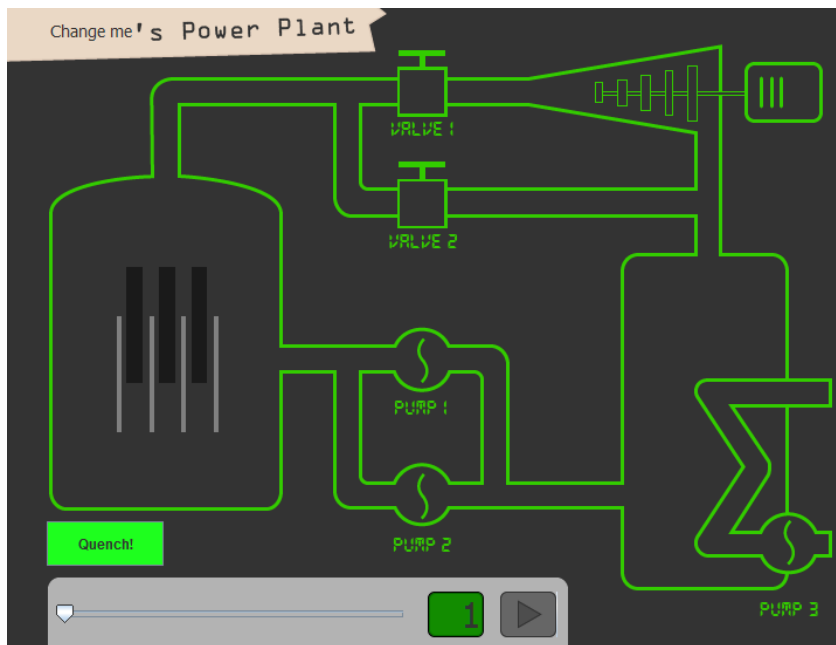 Change me's Power Plant
VALVE 1
VALVE 2
PUMP 1
PUMP 2
Quench!
1
PUMP 3